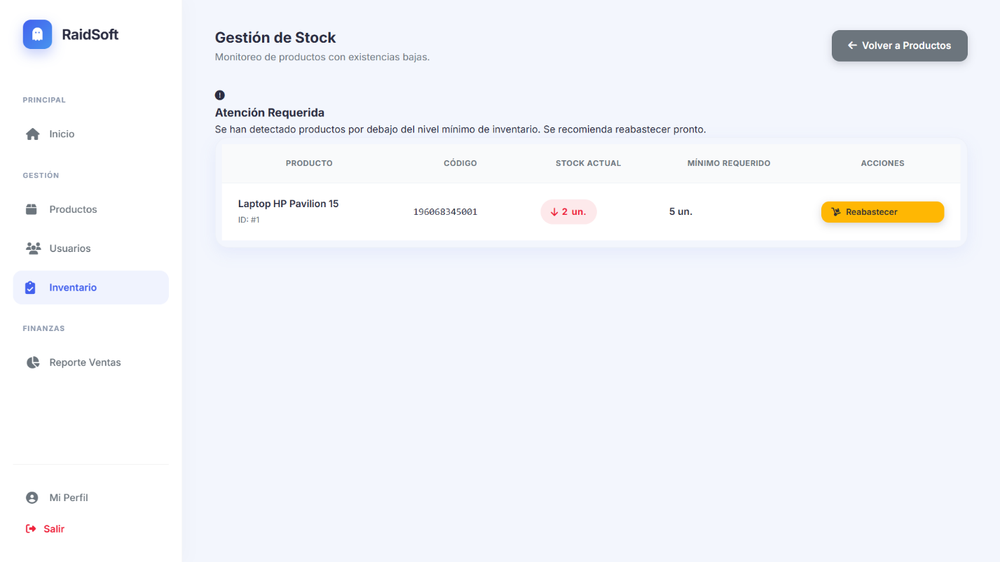 RaidSoft
PRINCIPAL
Inicio
GESTIÓN
Productos
Usuarios
Inventario
FINANZAS
Reporte Ventas
Mi Perfil
Salir
Gestión de Stock
Monitoreo de productos con existencias bajas.
Volver a Productos
Atención Requerida
Se han detectado productos por debajo del nivel mínimo de inventario. Se recomienda reabastecer pronto.
PRODUCTO CÓDIGO STOCK ACTUAL MÍNIMO REQUERIDO ACCIONES
Laptop HP Pavilion 15
ID: #1
196068345001 2 un. 5 un. Reabastecer